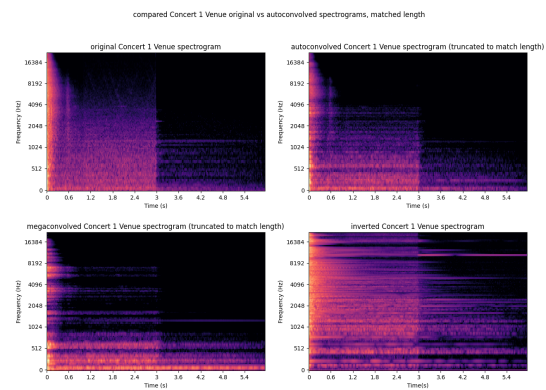 compared Concert 1 Venue original vs autoconvolved spectrograms, matched length
original Concert 1 Venue spectrogram
Frequency (Hz)
16384
8192
4096
2048
1024
512
0
0 0.6 1.2 1.8 2.4 3 3.6 4.2 4.8 5.4
Time (s)
autoconvolved Concert 1 Venue spectrogram (truncated to match length)
Frequency (Hz)
16384
8192
4096
2048
1024
512
0
0 0.6 1.2 1.8 2.4 3 3.6 4.2 4.8 5.4
Time (s)
megaconvolved Concert 1 Venue spectrogram (truncated to match length)
Frequency (Hz)
16384
8192
4096
2048
1024
512
0
0 0.6 1.2 1.8 2.4 3 3.6 4.2 4.8 5.4
Time (s)
inverted Concert 1 Venue spectrogram
Frequency (Hz)
16384
8192
4096
2048
1024
512
0
0 0.6 1.2 1.8 2.4 3 3.6 4.2 4.8 5.4
Time (s)